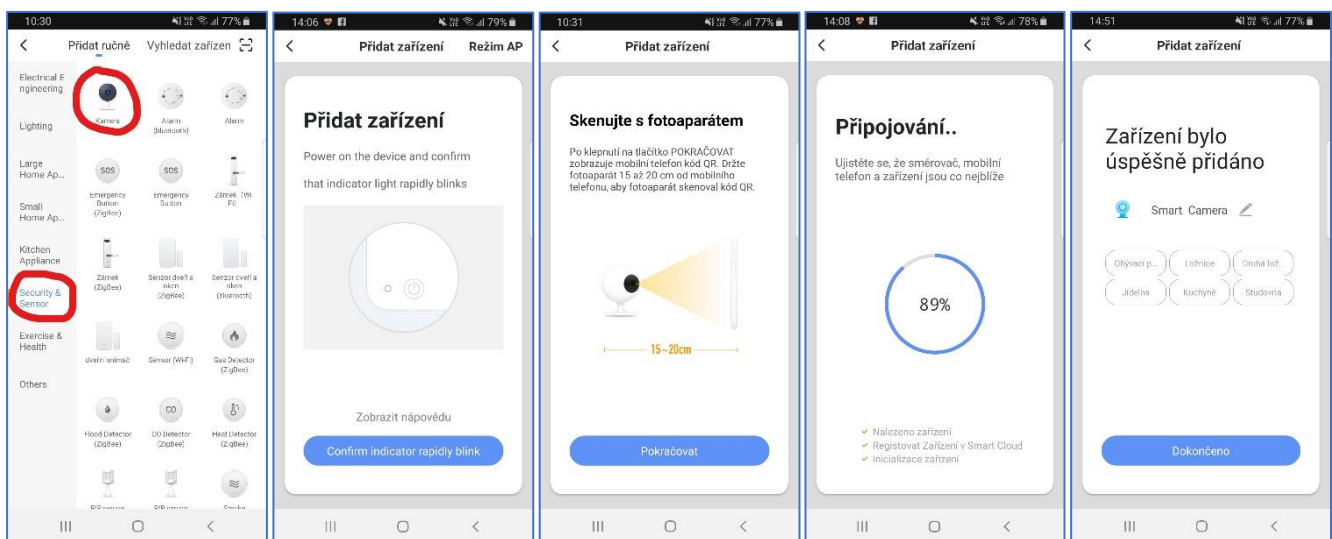 10:30
77%
Přidat ručně
Vyhledat zařízen
Electrical E
ngineering
Lighting
Large
Home Ap...
Small
Home Ap...
Kitchen
Appliance
Security &
Sensor
Exercise &
Health
Others
Kamera
Alarm
(bluetooth)
Alarm
SOS
SOS
Emergency
Button
(ZigBee)
Emergency
Button
Zámek (Wi
Fi)
Zámek
(ZigBee)
Senzor dveří a
oken
(ZigBee)
Senzor dveří a
oken
(bluetooth)
dveřní snímač
Sensor (WI-FI)
Gas Detector
(ZigBee)
CO
Flood Detector
(ZigBee)
CO Detector
(ZigBee)
Heat Detector
(ZigBee)
PIR sensor
PIR sensor
Smoke
14:06
79%
Přidat zařízení
Režim AP
Přidat zařízení
Power on the device and confirm
that indicator light rapidly blinks
Zobrazit nápovědu
Confirm indicator rapidly blink
10:31
77%
Přidat zařízení
Skenujte s fotoaparátem
Po klepnutí na tlačítko POKRAČOVAT
zobrazuje mobilní telefon kód QR. Držte
fotoaparát 15 až 20 cm od mobilního
telefonu, aby fotoaparát skenoval kód QR.
15~20cm
Pokračovat
14:08
78%
Přidat zařízení
Připojování..
Ujistěte se, že směrovač, mobilní
telefon a zařízení jsou co nejblíže
89%
Nalezeno zařízení
Registovat Zařízení v Smart Cloud
Inicializace zařízení
14:51
77%
Přidat zařízení
Zařízení bylo
úspěšně přidáno
Smart Camera
Obývací p...
Ložnice
Druhá lož...
Jídelna
Kuchyně
Studovna
Dokončeno